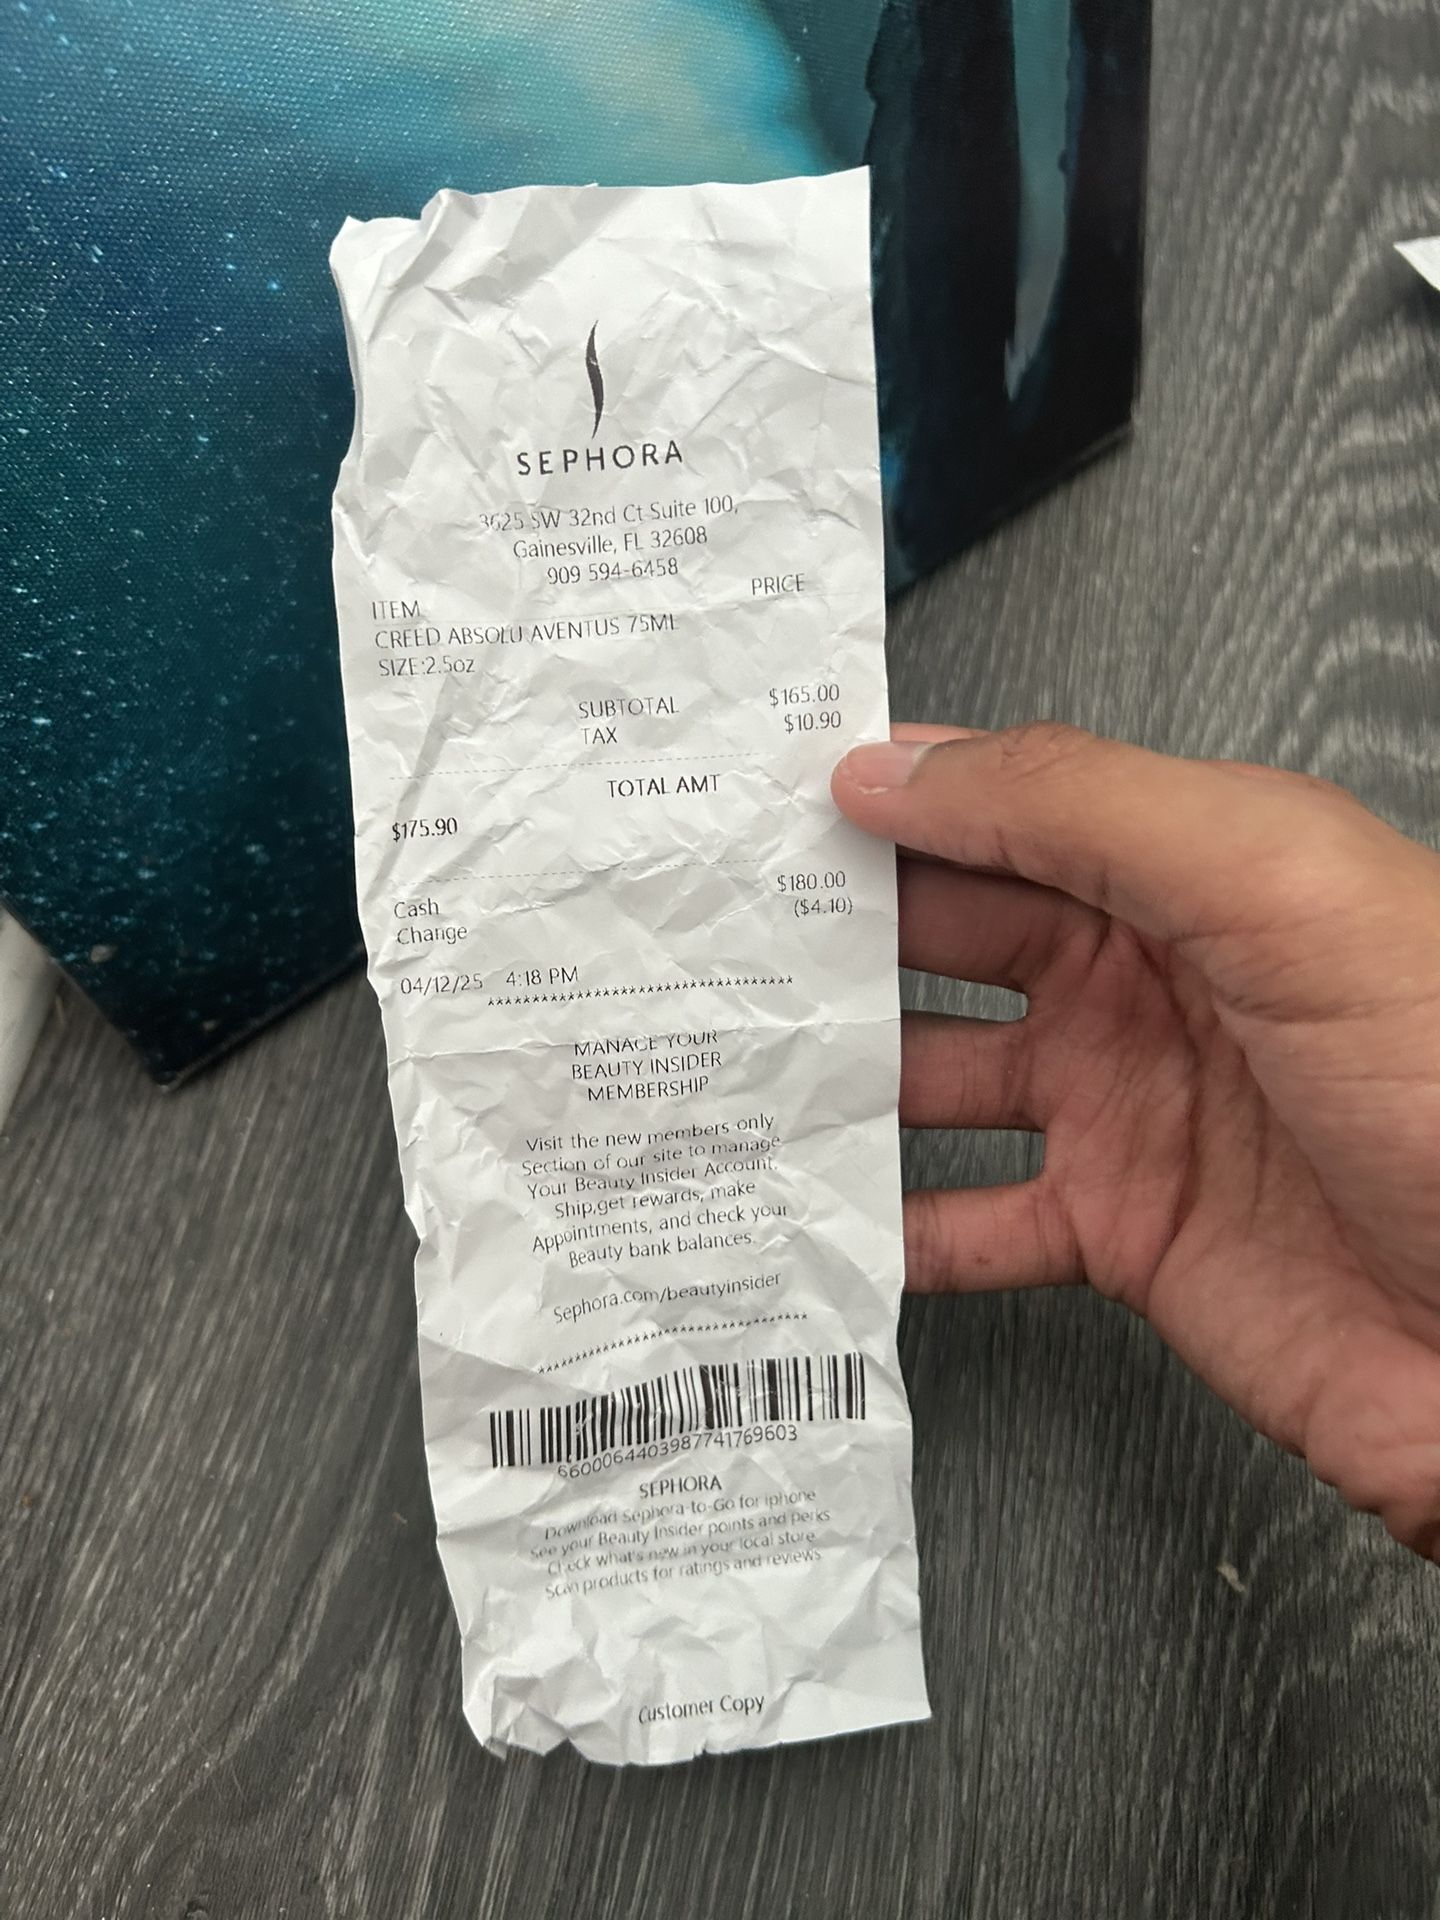 SEPHORA
3625 SW 32nd Ct Suite 100,
Gainesville, FL 32608
909 594-6458
ITEM PRICE
CREED ABSOLU AVENTUS 75ML
SIZE:2.5oz
SUBTOTAL $165.00
TAX $10.90
TOTAL AMT
$175.90
Cash $180.00
Change ($4.10)
04/12/25 4:18 PM
***********************************
MANAGE YOUR
BEAUTY INSIDER
MEMBERSHIP
Visit the new members only
Section of our site to manage
Your Beauty Insider Account.
Ship,get rewards, make
Appointments, and check your
Beauty bank balances.
Sephora.com/beautyinsider
*******************************
6600064403987741769603
SEPHORA
Download Sephora-to-Go for iphone
See your Beauty Insider points and perks
Check what's new in your local store
Scan products for ratings and reviews
Customer Copy